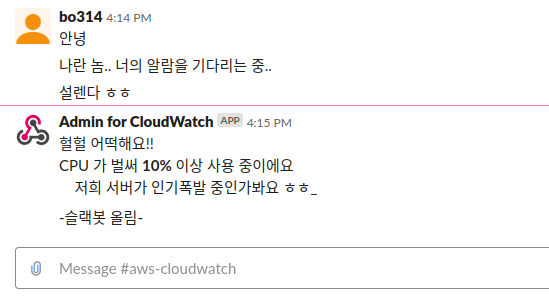 bo314 4:14 PM
안녕
나란 놈.. 너의 알람을 기다리는 중..
설렌다 ㅎㅎ
Admin for CloudWatch APP 4:15 PM
헐헐 어떡해요!!
CPU 가 벌써 10% 이상 사용 중이에요
저희 서버가 인기폭발 중인가봐요 ㅎㅎ_
-슬랙봇 올림-
Message #aws-cloudwatch